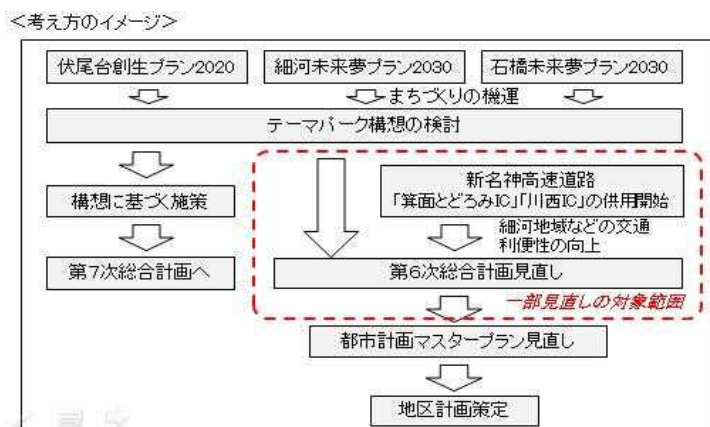 ＜考え方のイメージ＞
伏尾台創生プラン2020
細河未来夢プラン2030
石橋未来夢プラン2030
まちづくりの機運
テーマパーク構想の検討
構想に基づく施策
第7次総合計画へ
新名神高速道路
「箕面とどろみIC」「川西IC」の供用開始
細河地域などの交通
利便性の向上
第6次総合計画見直し
一部見直しの対象範囲
都市計画マスタープラン見直し
地区計画策定